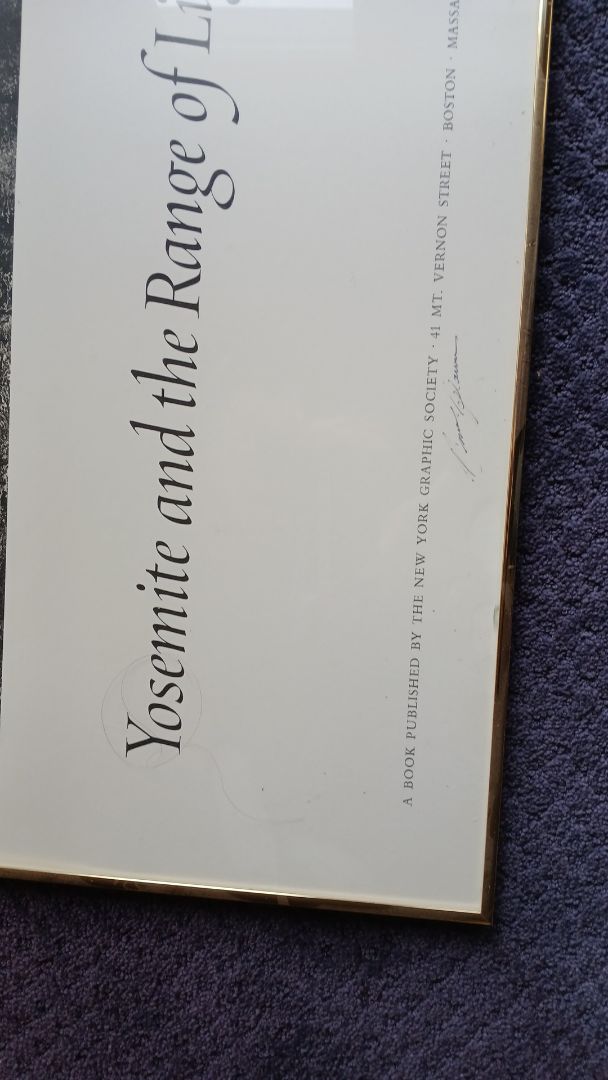 Yosemite and the Range of Li
A BOOK PUBLISHED BY THE NEW YORK GRAPHIC SOCIETY · 41 MT. VERNON STREET · BOSTON · MASSA